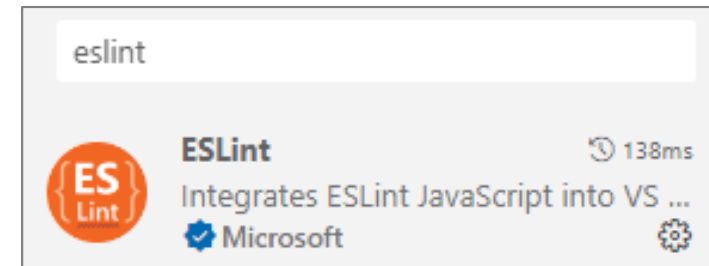 eslint
ESLint 138ms
{ES}
Lint
Integrates ESLint JavaScript into VS ...
Microsoft